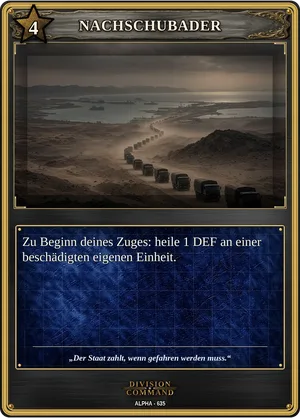 4
NACHSCHUBADER
Zu Beginn deines Zuges: heile 1 DEF an einer
beschädigten eigenen Einheit.
„Der Staat zahlt, wenn gefahren werden muss.“
DIVISION
COMMAND
ALPHA - 635